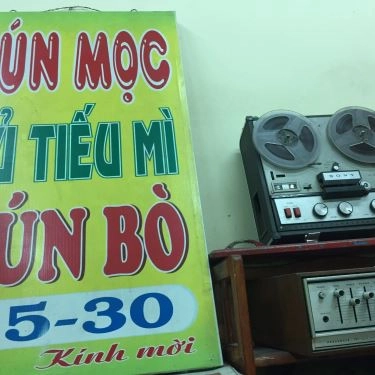 ÚN MỌC
Ủ TIẾU MÌ
ÚN BÒ
5-30
Kính mời
SONY